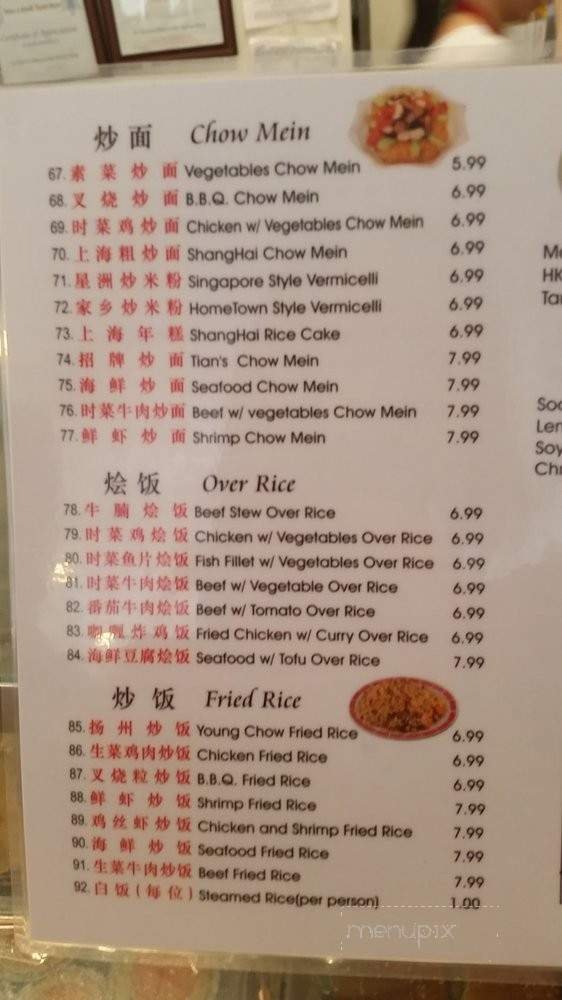 炒面 Chow Mein
67. 素菜炒面 Vegetables Chow Mein 5.99
68. 叉烧炒面 B.B.Q. Chow Mein 6.99
69. 时菜鸡炒面 Chicken w/ Vegetables Chow Mein 6.99
70. 上海粗炒面 ShangHai Chow Mein 6.99
71. 星洲炒米粉 Singapore Style Vermicelli 6.99
72. 家乡炒米粉 HomeTown Style Vermicelli 6.99
73. 上海年糕 ShangHai Rice Cake 6.99
74. 招牌炒面 Tian's Chow Mein 7.99
75. 海鲜炒面 Seafood Chow Mein 7.99
76. 时菜牛肉炒面 Beef w/ vegetables Chow Mein 7.99
77. 鲜虾炒面 Shrimp Chow Mein 7.99
烩饭 Over Rice
78. 牛腩烩饭 Beef Stew Over Rice 6.99
79. 时菜鸡烩饭 Chicken w/ Vegetables Over Rice 6.99
80. 时菜鱼片烩饭 Fish Fillet w/ Vegetables Over Rice 6.99
81. 时菜牛肉烩饭 Beef w/ Vegetable Over Rice 6.99
82. 番茄牛肉烩饭 Beef w/ Tomato Over Rice 6.99
83. 咖喱炸鸡饭 Fried Chicken w/ Curry Over Rice 6.99
84. 海鲜豆腐烩饭 Seafood w/ Tofu Over Rice 7.99
炒饭 Fried Rice
85. 扬州炒饭 Young Chow Fried Rice 6.99
86. 生菜鸡肉炒饭 Chicken Fried Rice 6.99
87. 叉烧粒炒饭 B.B.Q. Fried Rice 6.99
88. 鲜虾炒饭 Shrimp Fried Rice 7.99
89. 鸡丝虾炒饭 Chicken and Shrimp Fried Rice 7.99
90. 海鲜炒饭 Seafood Fried Rice 7.99
91. 生菜牛肉炒饭 Beef Fried Rice 7.99
92. 白饭(每位) Steamed Rice(per person) 1.00
menupix